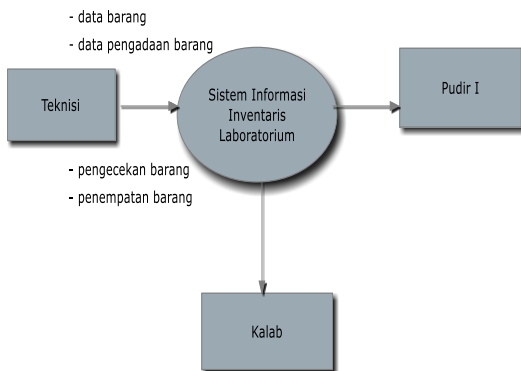 - data barang
- data pengadaan barang
Teknisi
Sistem Informasi
Inventaris
Laboratorium
Pudir I
- pengecekan barang
- penempatan barang
Kalab